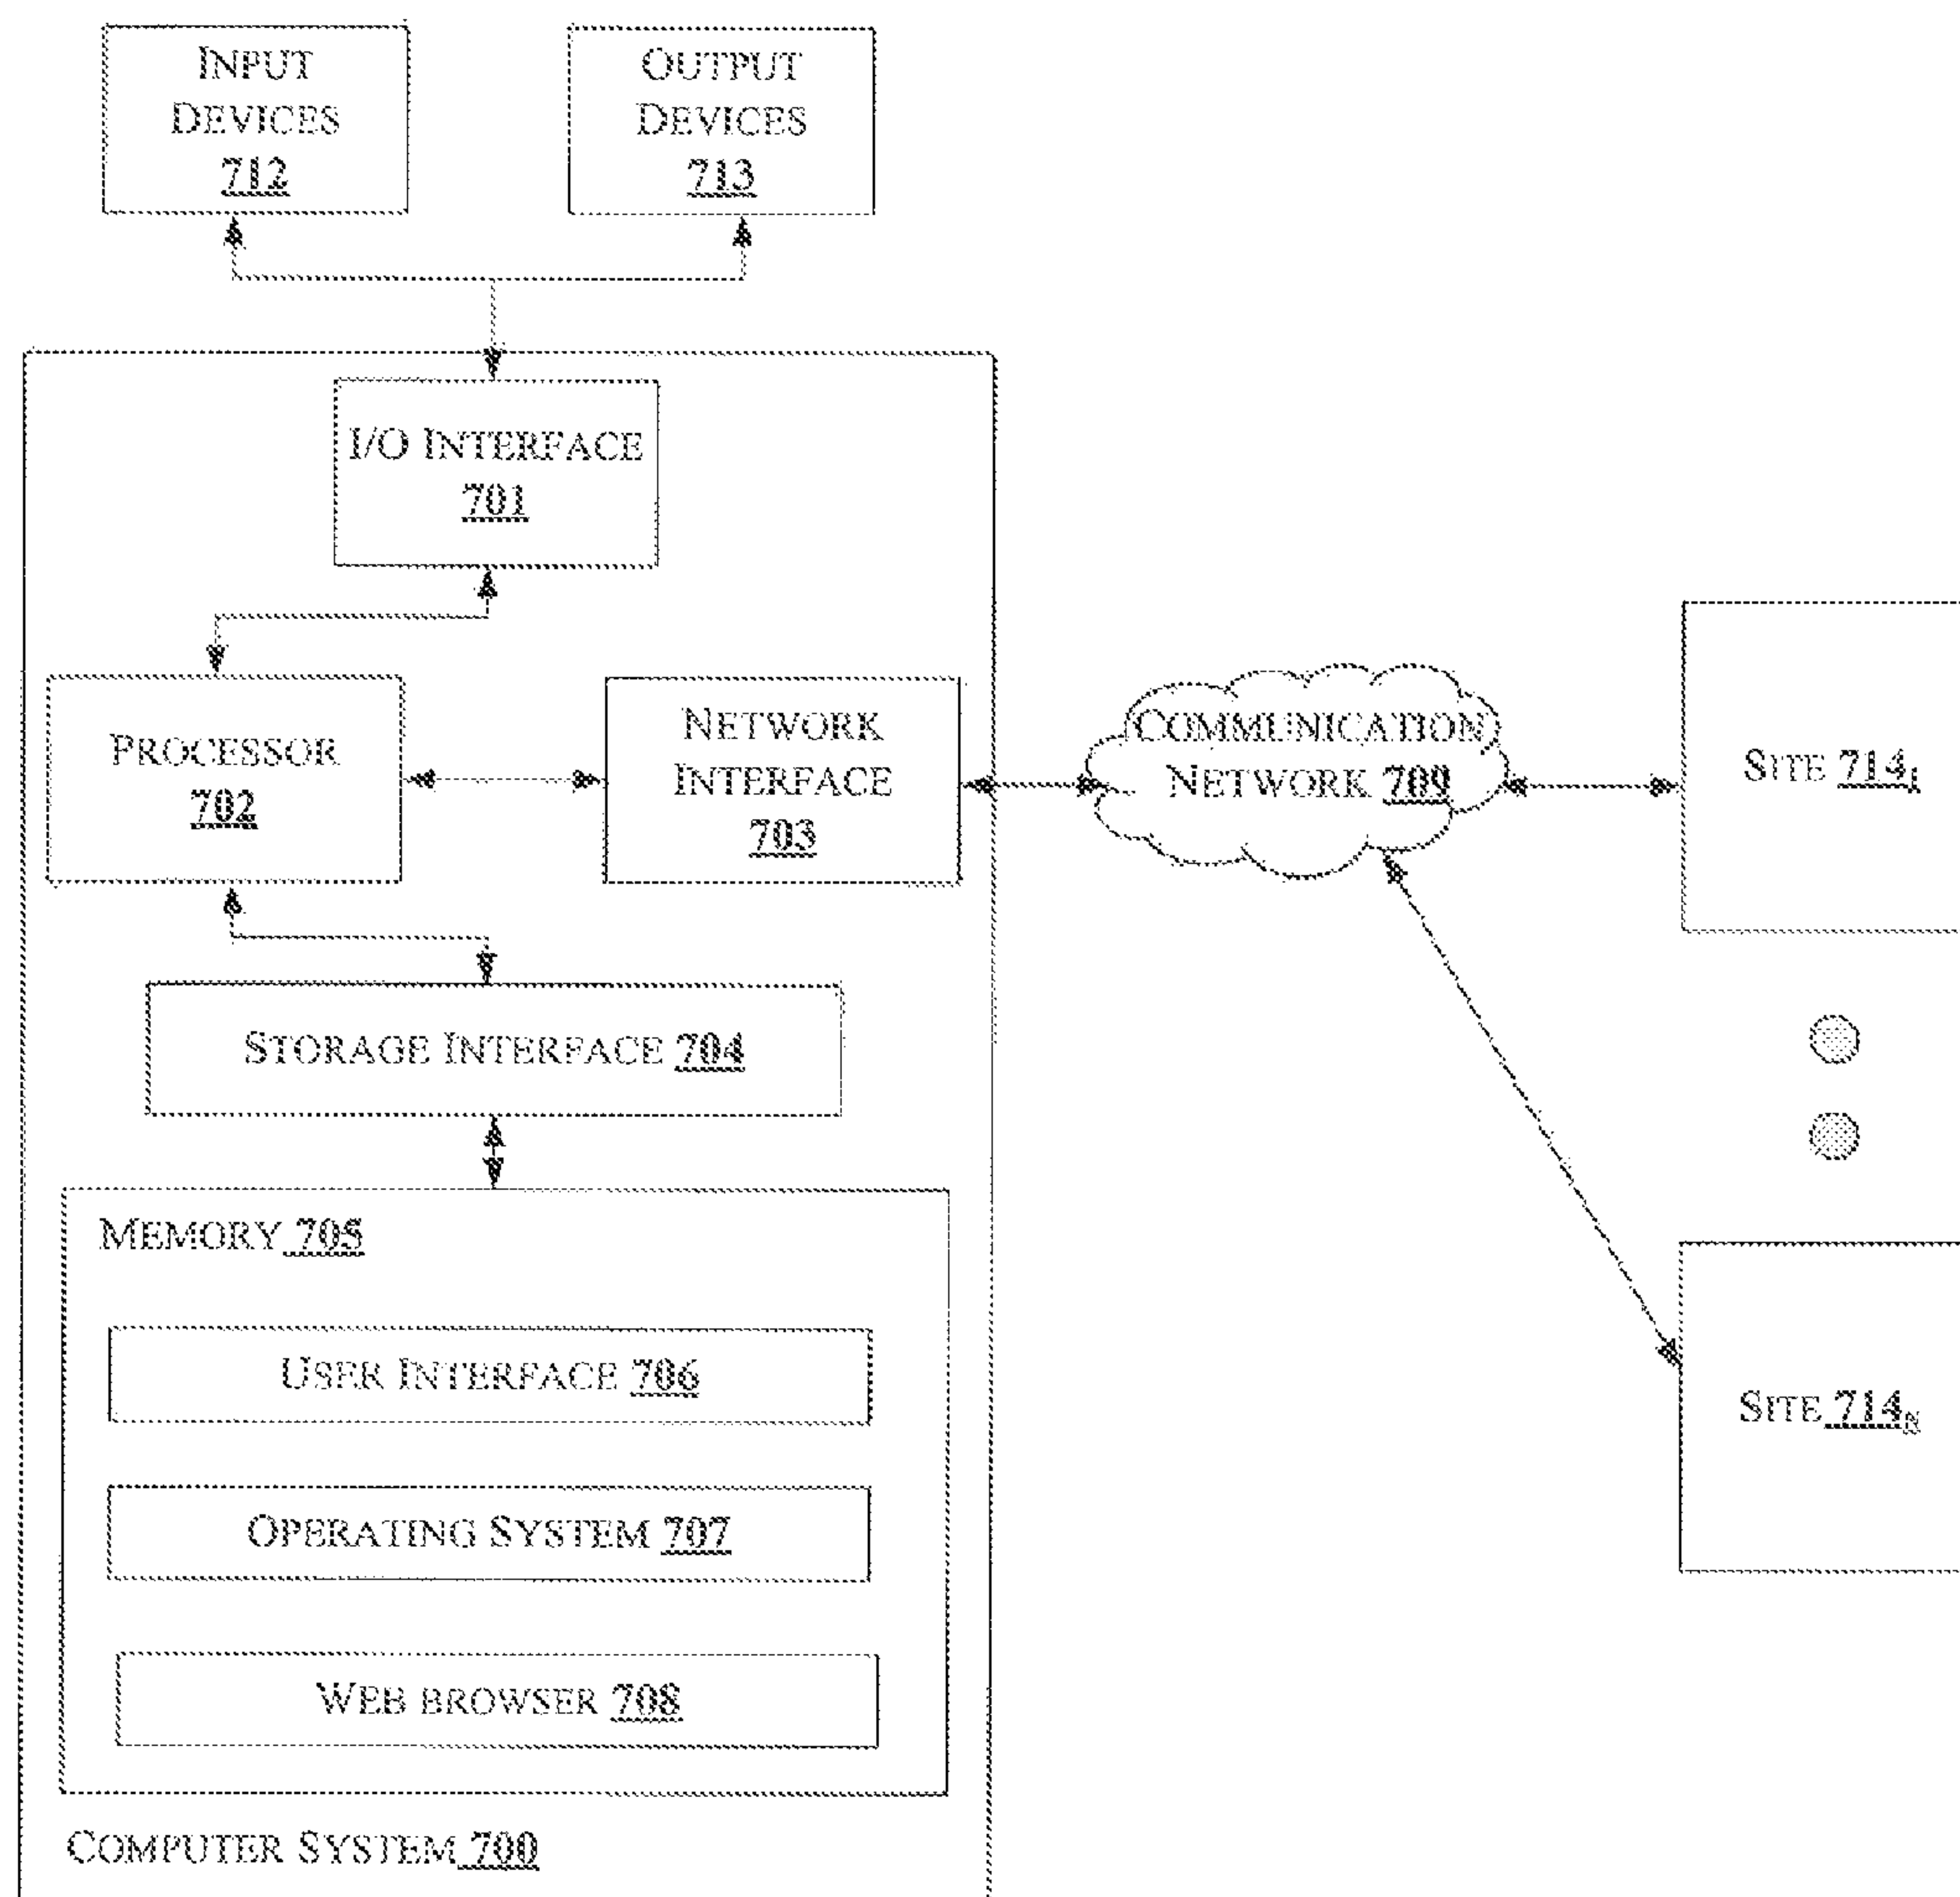 INPUT
DEVICES
712
OUTPUT
DEVICES
713
I/O INTERFACE
701
PROCESSOR
702
NETWORK
INTERFACE
703
COMMUNICATION
NETWORK 709
SITE 714₁
STORAGE INTERFACE 704
MEMORY 705
USER INTERFACE 706
OPERATING SYSTEM 707
WEB BROWSER 708
SITE 714ₙ
COMPUTER SYSTEM 700